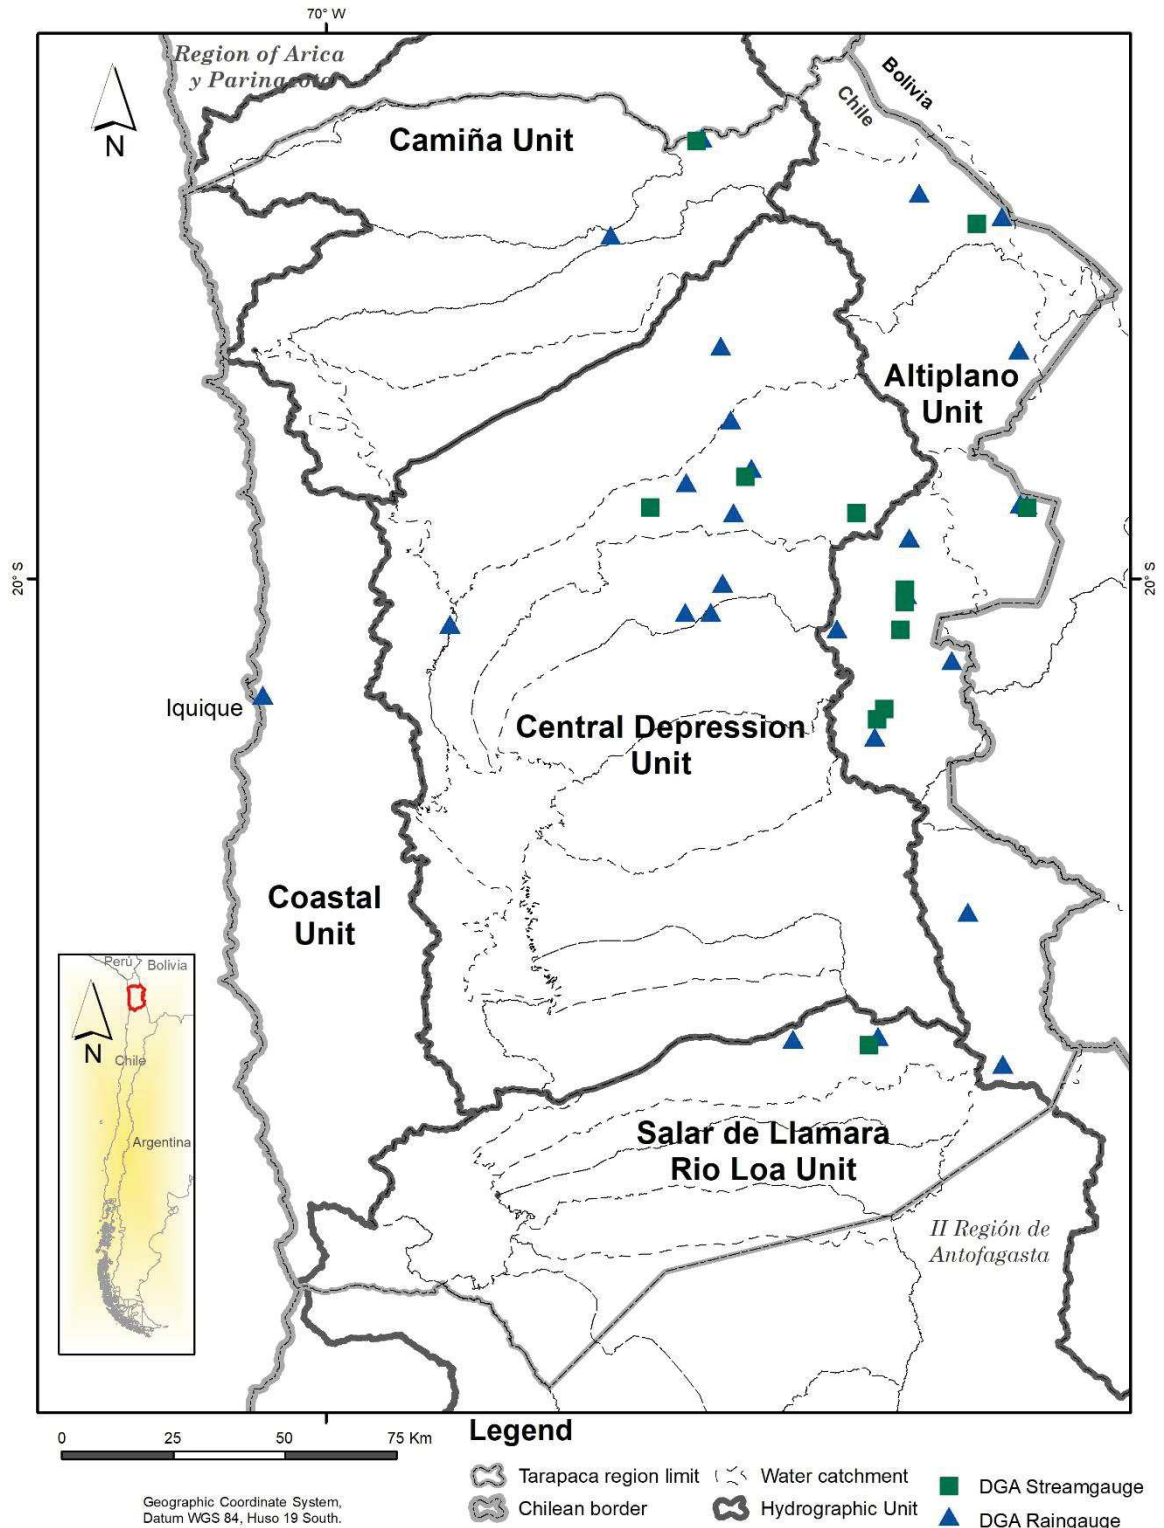 70° W
Region of Arica
y Parinacota
Bolivia
Chile
N
Camiña Unit
Altiplano
Unit
20° S
20° S
Iquique
Central Depression
Unit
Coastal
Unit
Perú
Bolivia
N
Chile
Argentina
Salar de Llamara
Rio Loa Unit
II Región de
Antofagasta
0 25 50 75 Km
Geographic Coordinate System,
Datum WGS 84, Huso 19 South.
Legend
Tarapaca region limit
Water catchment
DGA Streamgauge
Chilean border
Hydrographic Unit
DGA Raingauge